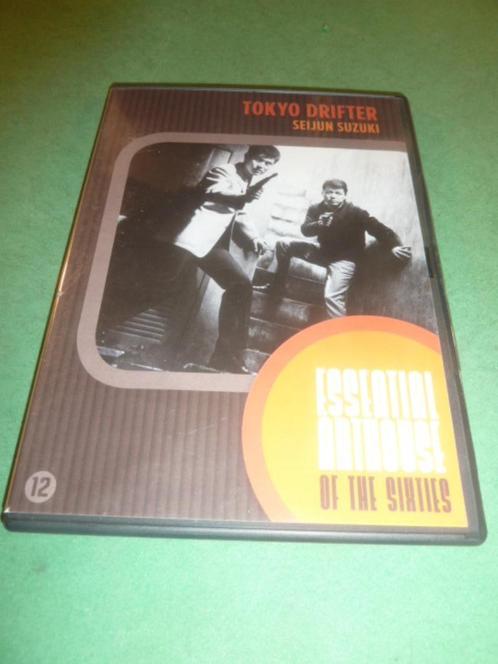 TOKYO DRIFTER
SEIJUN SUZUKI
ESSENTIAL
ARTHOUSE
OF THE SIXTIES
12